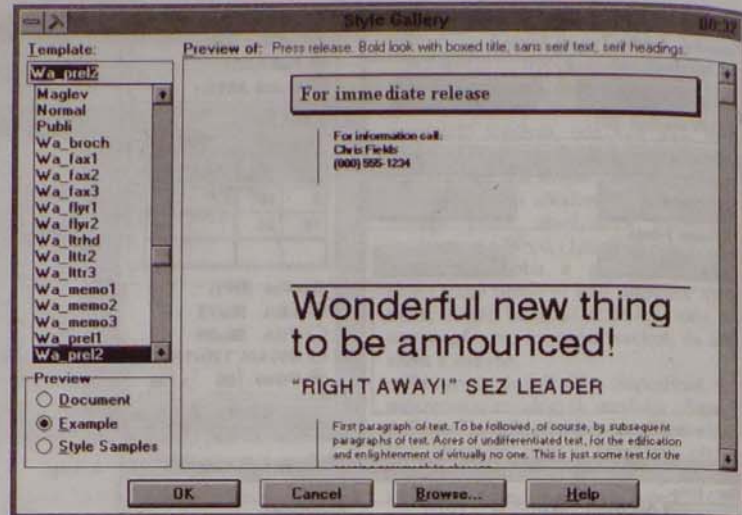 Style Gallery
00:32
Template:
Wa_prel2
Maglev
Normal
Publi
Wa_broch
Wa_fax1
Wa_fax2
Wa_fax3
Wa_flyr1
Wa_flyr2
Wa_ltrhd
Wa_lttr2
Wa_lttr3
Wa_memo1
Wa_memo2
Wa_memo3
Wa_prel1
Wa_prel2
Preview
Document
Example
Style Samples
Preview of: Press release. Bold look with boxed title, sans serif text, serif headings.
For immediate release
For information call:
Chris Fields
(000) 555-1234
Wonderful new thing
to be announced!
"RIGHT AWAY!" SEZ LEADER
First paragraph of text. To be followed, of course, by subsequent
paragraphs of text. Acres of undifferentiated text, for the edification
and enlightenment of virtually no one. This is just some text for the
OK
Cancel
Browse...
Help